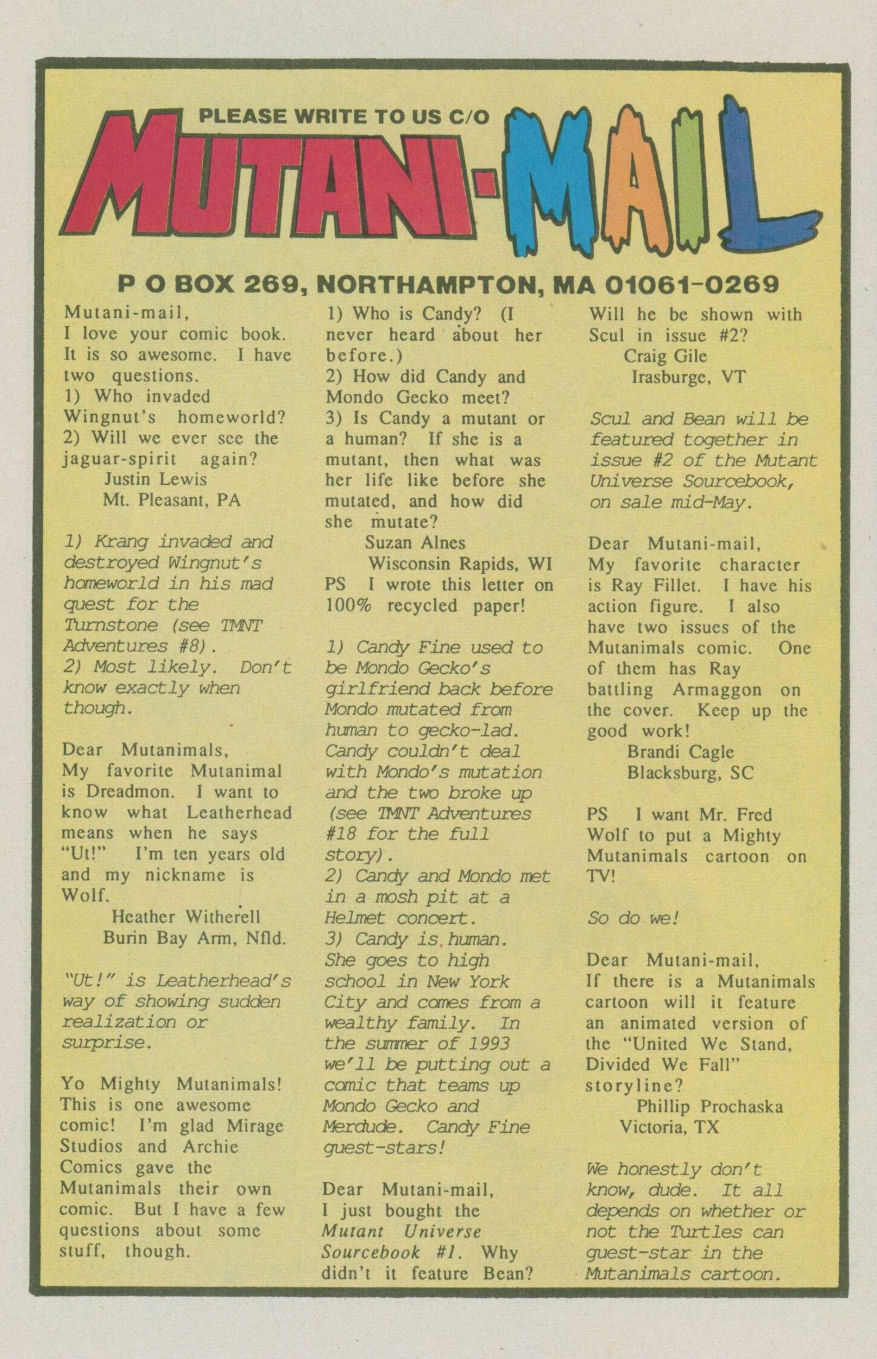 PLEASE WRITE TO US C/O
MUTANI-MAIL
P O BOX 269, NORTHAMPTON, MA 01061-0269
Mutani-mail,
I love your comic book.
It is so awesome. I have
two questions.
1) Who invaded
Wingnut's homeworld?
2) Will we ever see the
jaguar-spirit again?
Justin Lewis
Mt. Pleasant, PA
1) Krang invaded and
destroyed Wingnut's
homeworld in his mad
quest for the
Turnstone (see TMNT
Adventures #8).
2) Most likely. Don't
know exactly when
though.
Dear Mutanimals,
My favorite Mutanimal
is Dreadmon. I want to
know what Leatherhead
means when he says
"Ut!" I'm ten years old
and my nickname is
Wolf.
Heather Witherell
Burin Bay Arm, Nfld.
"Ut!" is Leatherhead's
way of showing sudden
realization or
surprise.
Yo Mighty Mutanimals!
This is one awesome
comic! I'm glad Mirage
Studios and Archie
Comics gave the
Mutanimals their own
comic. But I have a few
questions about some
stuff, though.
1) Who is Candy? (I
never heard about her
before.)
2) How did Candy and
Mondo Gecko meet?
3) Is Candy a mutant or
a human? If she is a
mutant, then what was
her life like before she
mutated, and how did
she mutate?
Suzan Alnes
Wisconsin Rapids, WI
PS I wrote this letter on
100% recycled paper!
1) Candy Fine used to
be Mondo Gecko's
girlfriend back before
Mondo mutated from
human to gecko-lad.
Candy couldn't deal
with Mondo's mutation
and the two broke up
(see TMNT Adventures
#18 for the full
story).
2) Candy and Mondo met
in a mosh pit at a
Helmet concert.
3) Candy is human.
She goes to high
school in New York
City and comes from a
wealthy family. In
the summer of 1993
we'll be putting out a
comic that teams up
Mondo Gecko and
Merdude. Candy Fine
guest-stars!
Dear Mutani-mail,
I just bought the
Mutant Universe
Sourcebook #1. Why
didn't it feature Bean?
Will he be shown with
Scul in issue #2?
Craig Gile
Irasburge, VT
Scul and Bean will be
featured together in
issue #2 of the Mutant
Universe Sourcebook,
on sale mid-May.
Dear Mutani-mail,
My favorite character
is Ray Fillet. I have his
action figure. I also
have two issues of the
Mutanimals comic. One
of them has Ray
battling Armaggon on
the cover. Keep up the
good work!
Brandi Cagle
Blacksburg, SC
PS I want Mr. Fred
Wolf to put a Mighty
Mutanimals cartoon on
TV!
So do we!
Dear Mutani-mail,
If there is a Mutanimals
cartoon will it feature
an animated version of
the "United We Stand,
Divided We Fall"
storyline?
Phillip Prochaska
Victoria, TX
We honestly don't
know, dude. It all
depends on whether or
not the Turtles can
guest-star in the
Mutanimals cartoon.